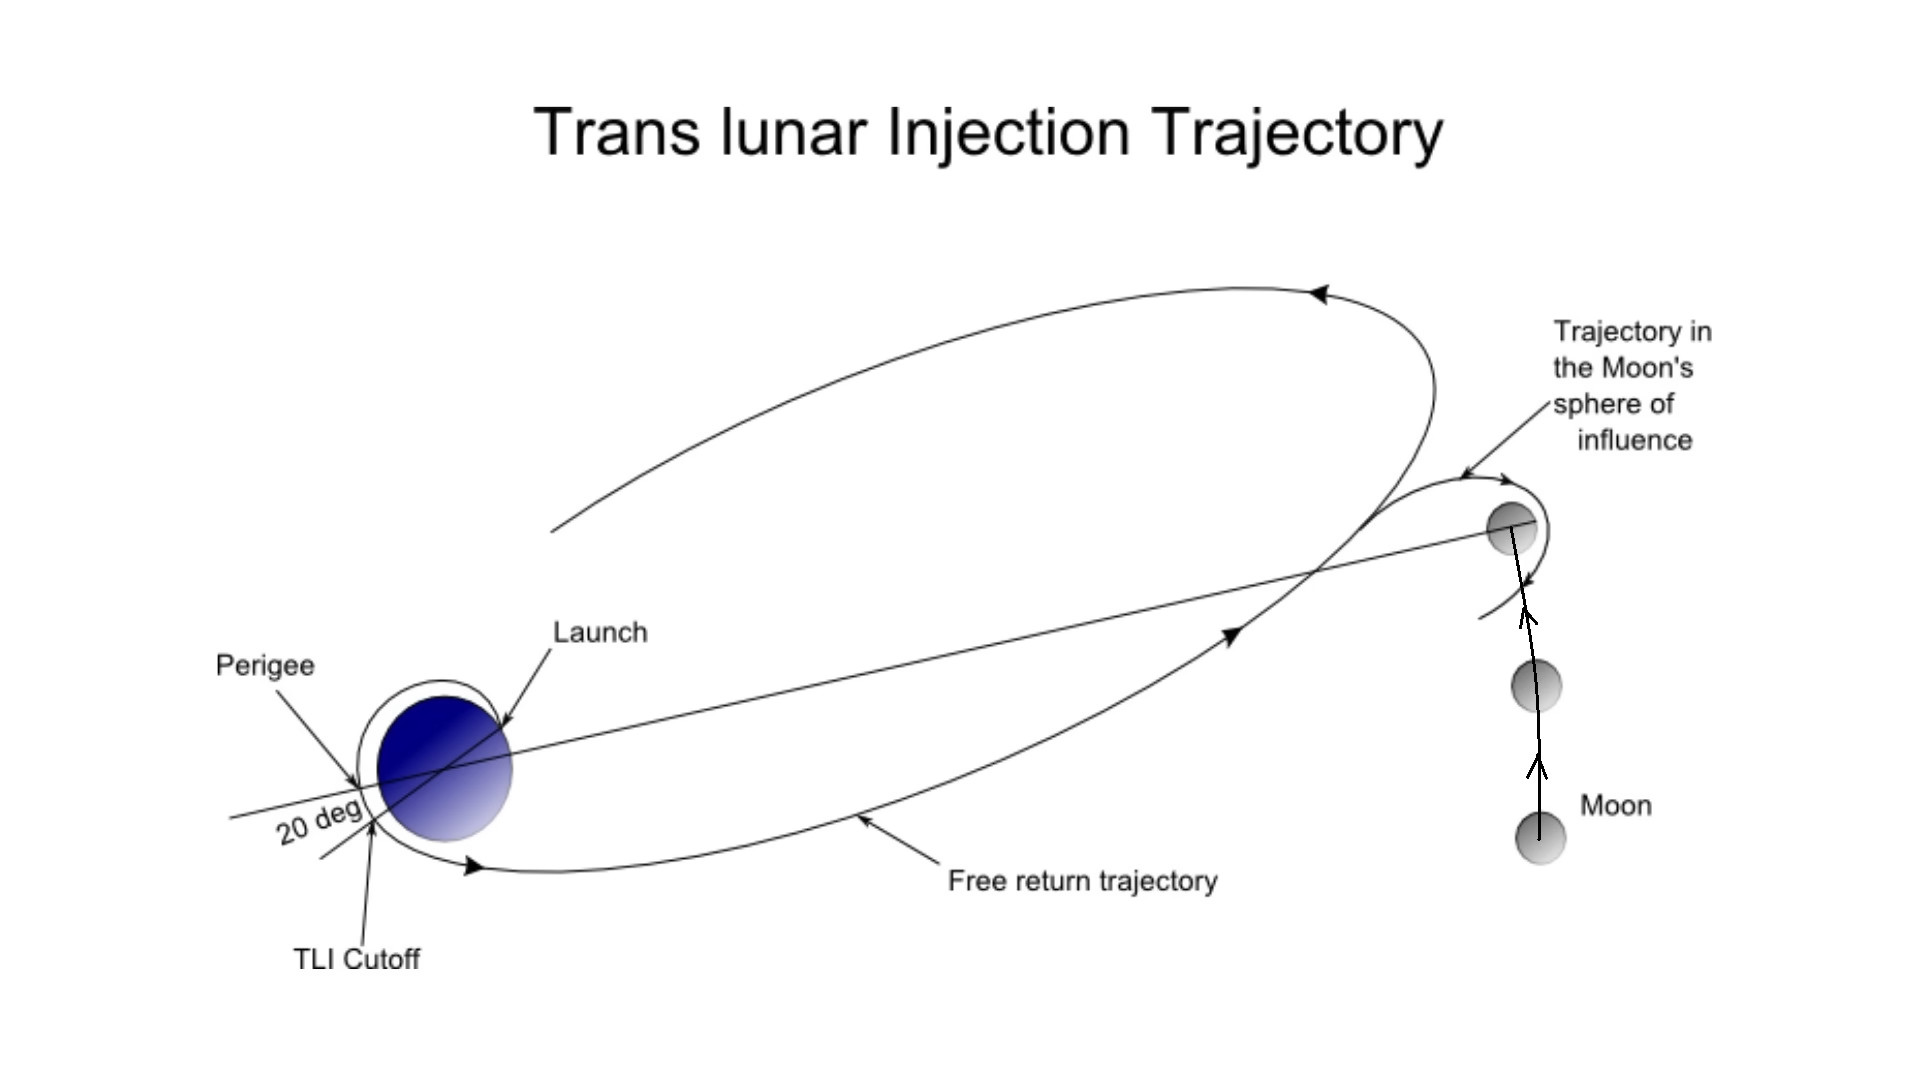 Trans lunar Injection Trajectory
Trajectory in
the Moon's
sphere of
influence
Launch
Perigee
20 deg
Moon
Free return trajectory
TLI Cutoff